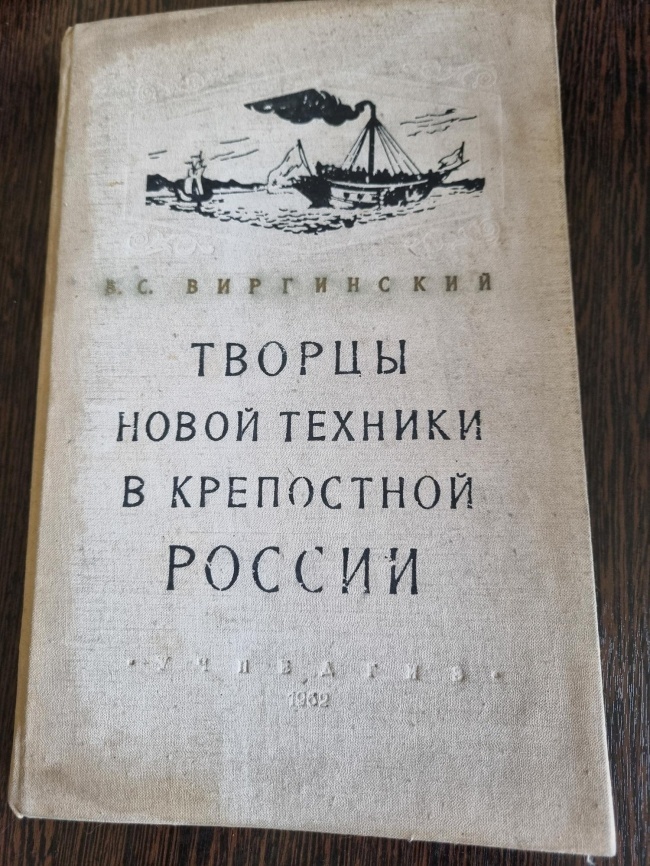 В. С. ВИРГИНСКИЙ
ТВОРЦЫ
НОВОЙ ТЕХНИКИ
В КРЕПОСТНОЙ
РОССИИ
• УЧПЕДГИЗ •
1962